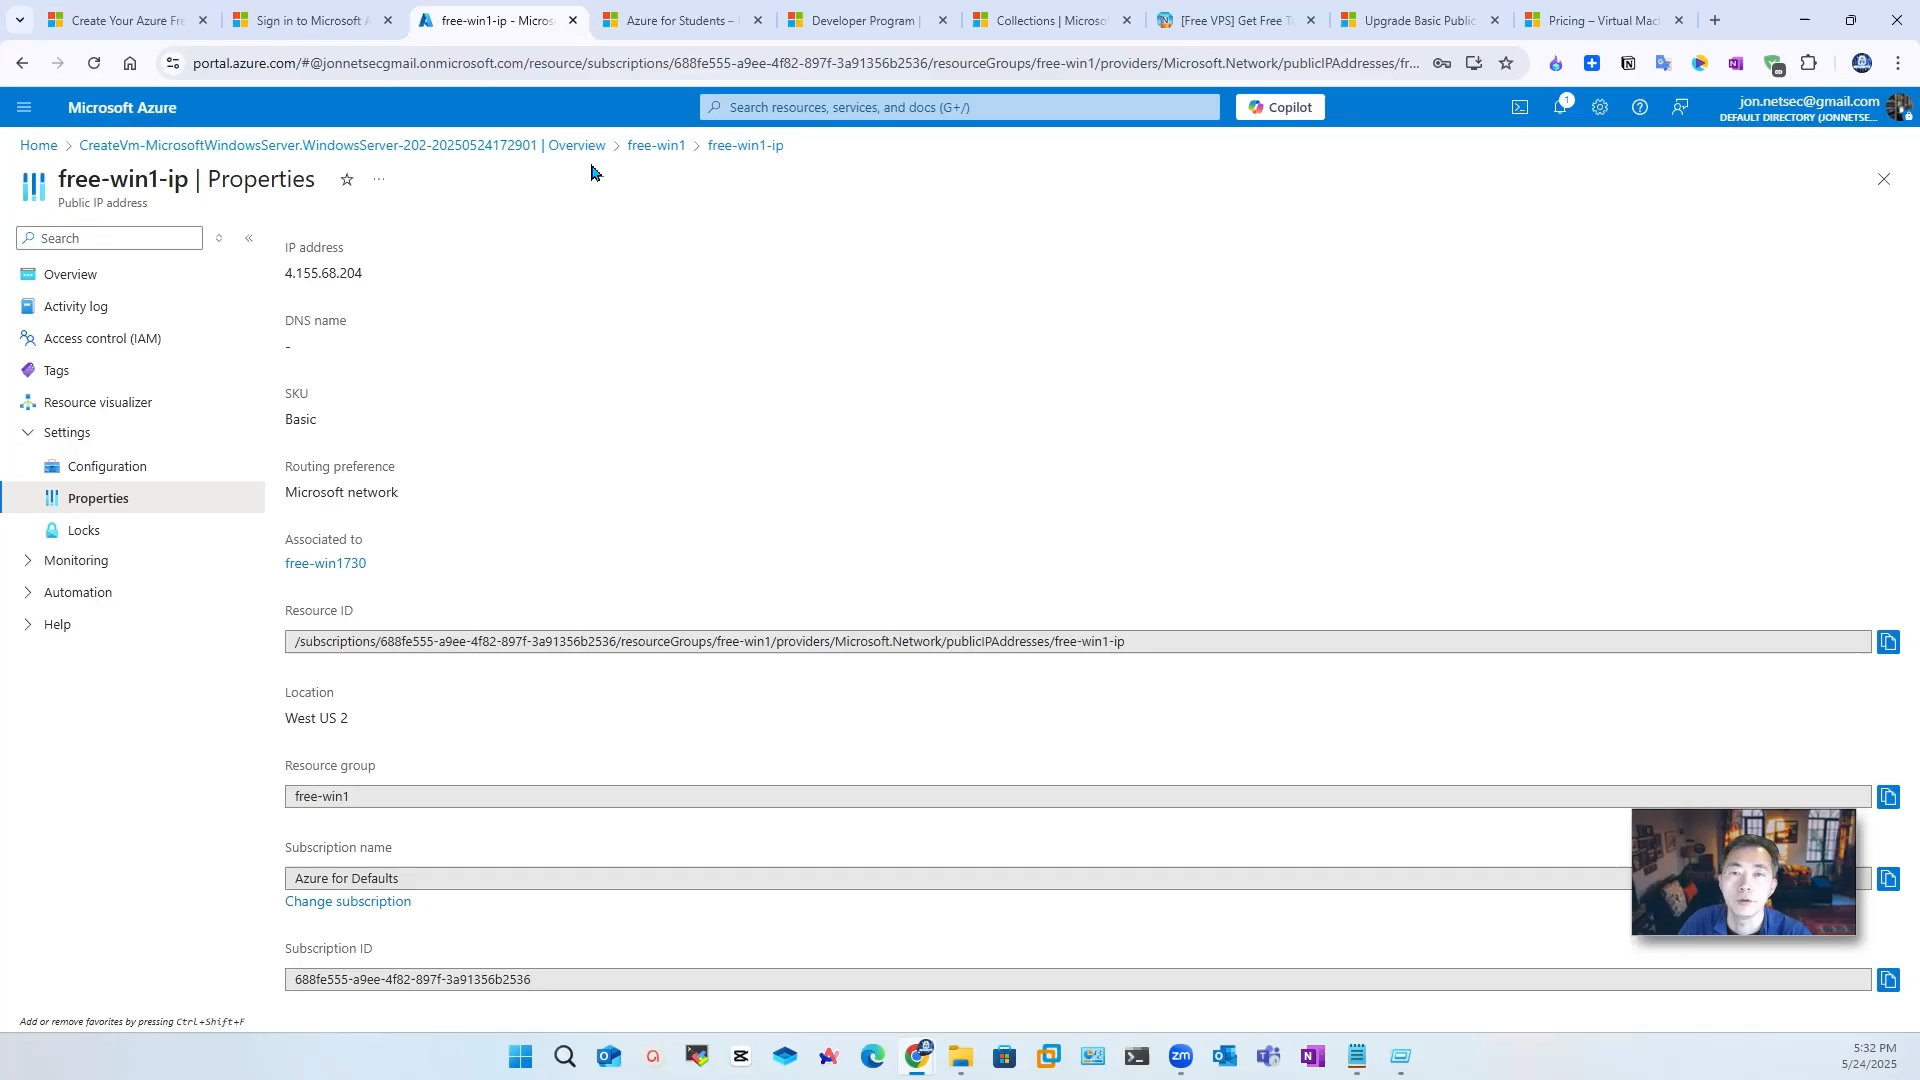 Create Your Azure Fre
Sign in to Microsoft A
free-win1-ip - Micros
Azure for Students –
Developer Program |
Collections | Microso
[Free VPS] Get Free T
Upgrade Basic Public
Pricing – Virtual Mac
portal.azure.com/#@jonnetsecgmail.onmicrosoft.com/resource/subscriptions/688fe555-a9ee-4f82-897f-3a91356b2536/resourceGroups/free-win1/providers/Microsoft.Network/publicIPAddresses/fr...
Microsoft Azure
Search resources, services, and docs (G+/)
Copilot
1
jon.netsec@gmail.com
DEFAULT DIRECTORY (JONNETSE...
Home > CreateVm-MicrosoftWindowsServer.WindowsServer-202-20250524172901 | Overview > free-win1 > free-win1-ip
free-win1-ip | Properties
Public IP address
Search
Overview
Activity log
Access control (IAM)
Tags
Resource visualizer
Settings
Configuration
Properties
Locks
Monitoring
Automation
Help
Add or remove favorites by pressing Ctrl+Shift+F
IP address
4.155.68.204
DNS name
-
SKU
Basic
Routing preference
Microsoft network
Associated to
free-win1730
Resource ID
/subscriptions/688fe555-a9ee-4f82-897f-3a91356b2536/resourceGroups/free-win1/providers/Microsoft.Network/publicIPAddresses/free-win1-ip
Location
West US 2
Resource group
free-win1
Subscription name
Azure for Defaults
Change subscription
Subscription ID
688fe555-a9ee-4f82-897f-3a91356b2536
zm
5:32 PM
5/24/2025